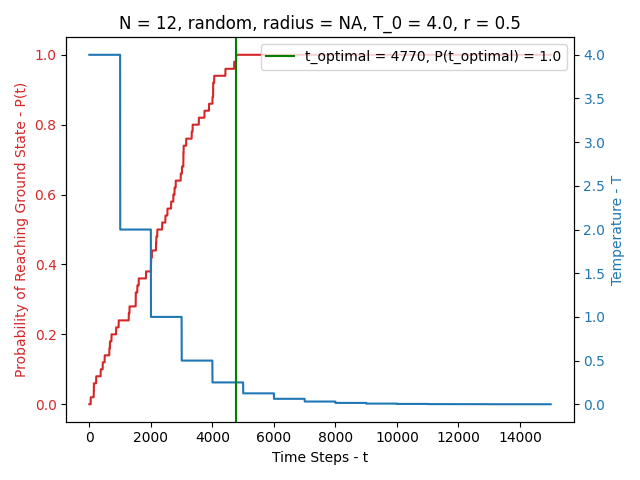 N = 12, random, radius = NA, T_0 = 4.0, r = 0.5
t_optimal = 4770, P(t_optimal) = 1.0
Probability of Reaching Ground State - P(t)
1.0
0.8
0.6
0.4
0.2
0.0
4.0
3.5
3.0
2.5
2.0
1.5
1.0
0.5
0.0
Temperature - T
0 2000 4000 6000 8000 10000 12000 14000
Time Steps - t